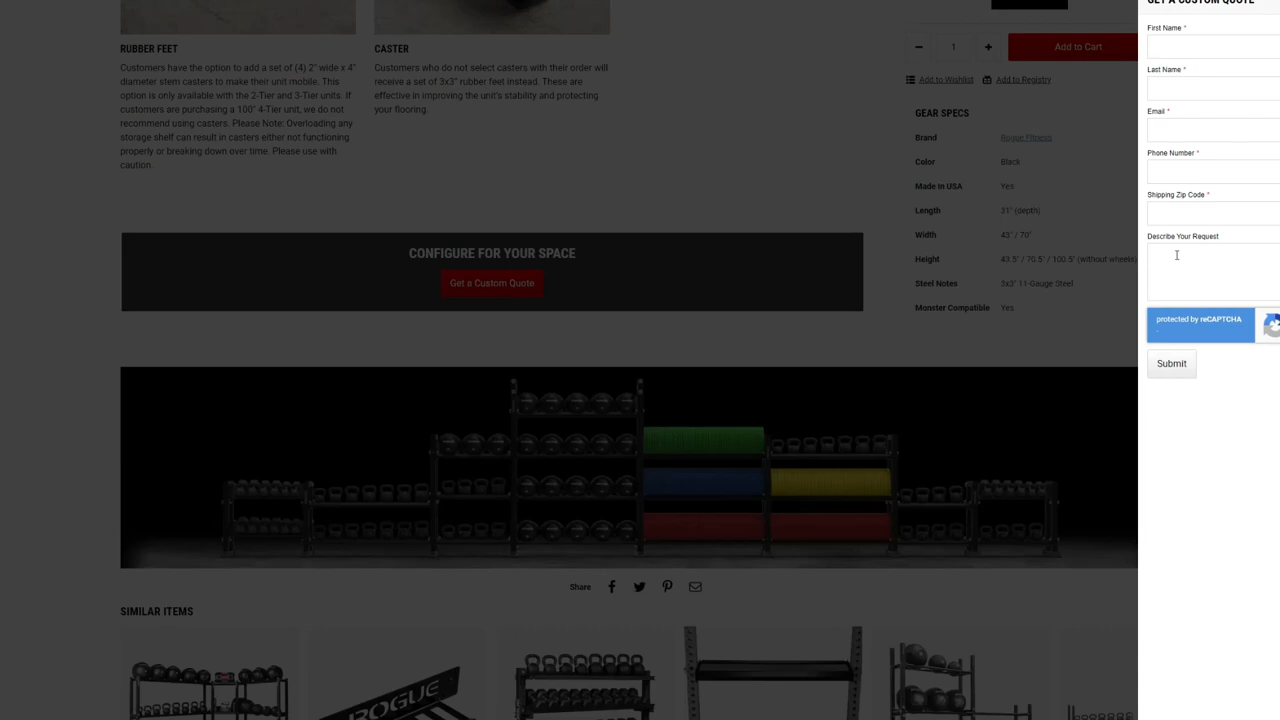 GET A CUSTOM QUOTE
RUBBER FEET
Customers have the option to add a set of (4) 2" wide x 4"
diameter stem casters to make their unit mobile. This
option is only available with the 2-Tier and 3-Tier units. If
customers are purchasing a 100" 4-Tier unit, we do not
recommend using casters. Please Note: Overloading any
storage shelf can result in casters either not functioning
properly or breaking down over time. Please use with
caution.
CASTER
Customers who do not select casters with their order will
receive a set of 3x3" rubber feet instead. These are
effective in improving the unit's stability and protecting
your flooring.
1
Add to Cart
Add to Wishlist
Add to Registry
GEAR SPECS
Brand Rogue Fitness
Color Black
Made In USA Yes
Length 31" (depth)
Width 43" / 70"
Height 43.5" / 70.5" / 100.5" (without wheels)
Steel Notes 3x3" 11-Gauge Steel
Monster Compatible Yes
CONFIGURE FOR YOUR SPACE
Get a Custom Quote
First Name *
Last Name *
Email *
Phone Number *
Shipping Zip Code *
Describe Your Request
protected by reCAPTCHA
Submit
Share
SIMILAR ITEMS
ROGUE